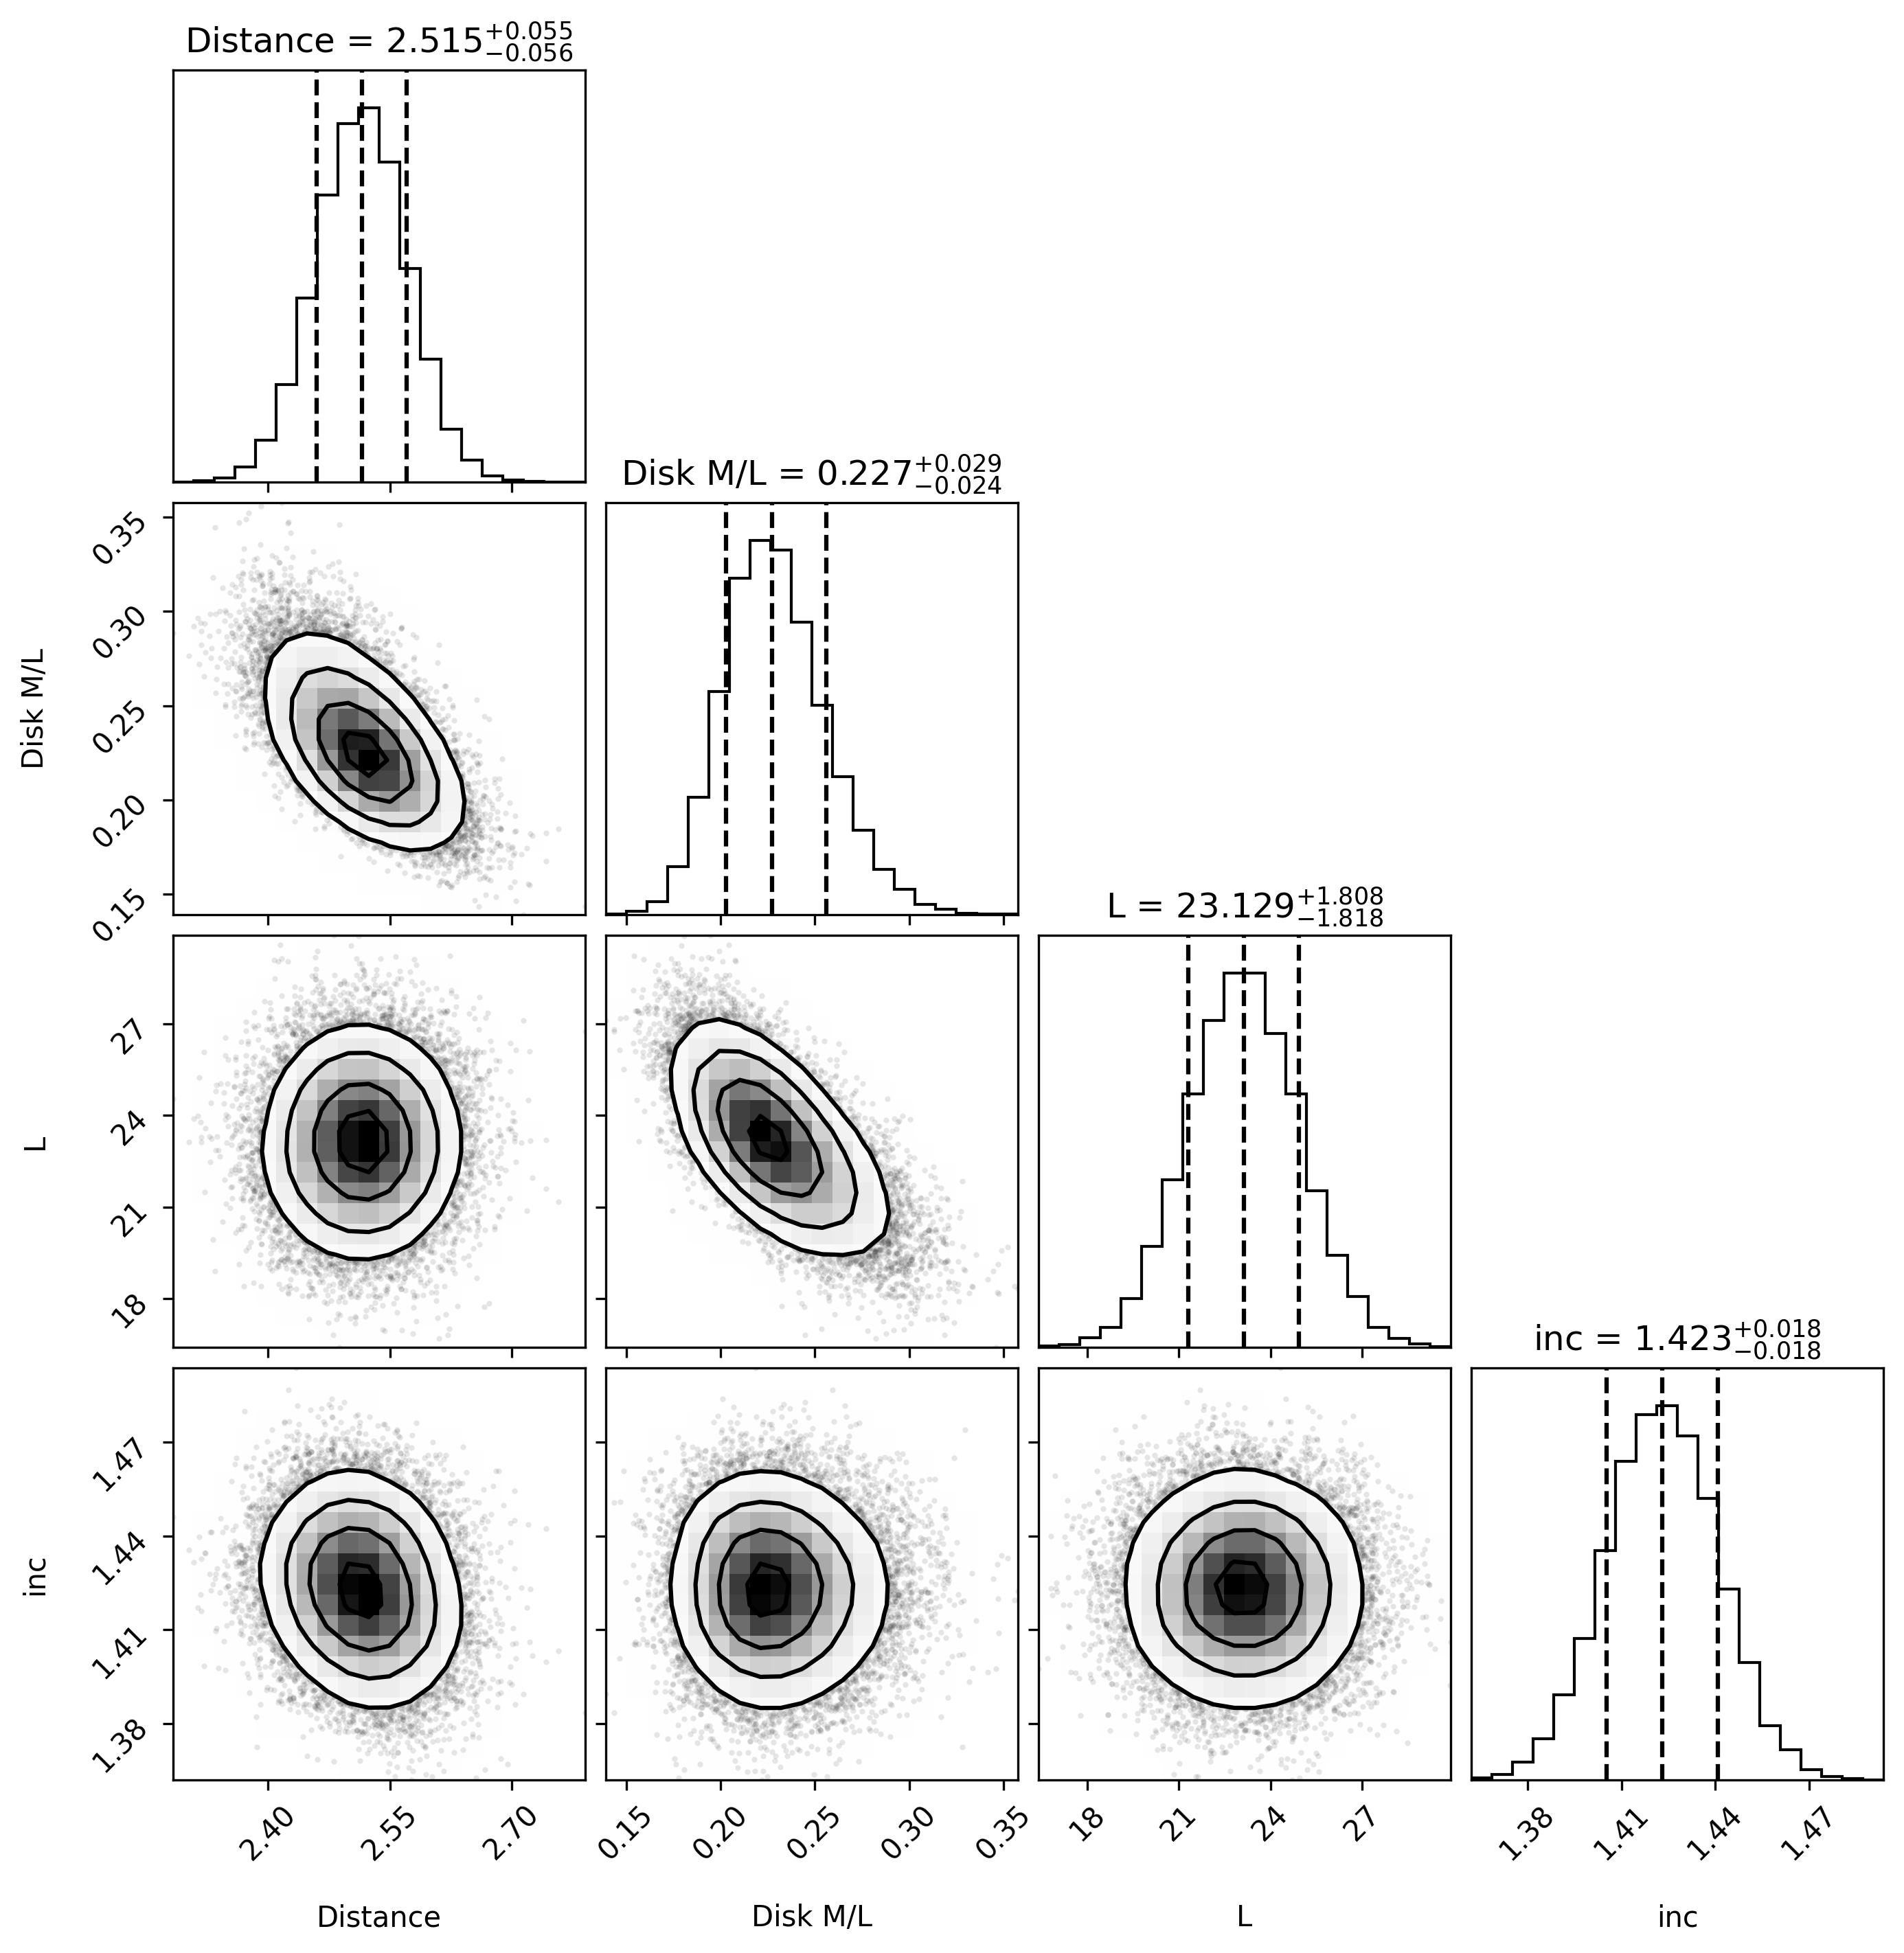 Distance = 2.515+0.055−0.056
Disk M/L = 0.227+0.029−0.024
L = 23.129+1.808−1.818
inc = 1.423+0.018−0.018
Disk M/L
0.35
0.30
0.25
0.20
0.15
L
27
24
21
18
inc
1.47
1.44
1.41
1.38
2.40 2.55 2.70
0.15 0.20 0.25 0.30 0.35
18 21 24 27
1.38 1.41 1.44 1.47
Distance
Disk M/L
L
inc